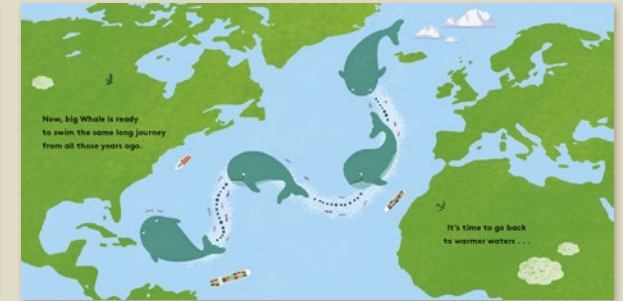 Now, big Whale is ready
to swim the same long journey
from all those years ago.
It's time to go back
to warmer waters . . .